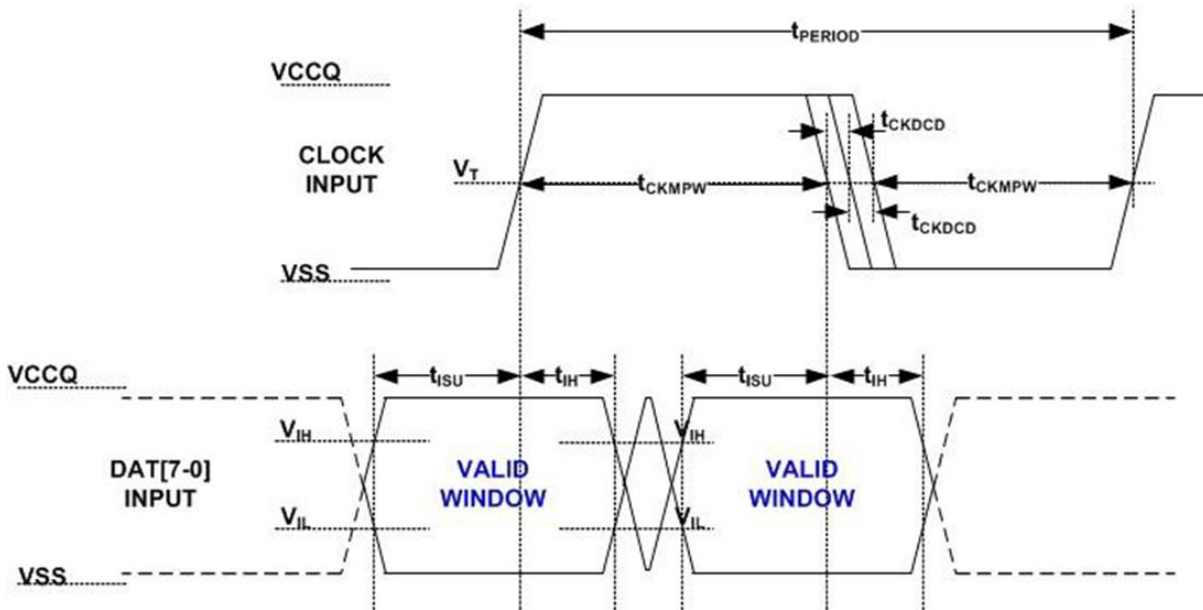 tPERIOD
VCCQ
tCKDCD
CLOCK
INPUT
VT
tCKMPW
tCKMPW
tCKDCD
VSS
VCCQ
tISU
tIH
tISU
tIH
VIH
VIH
DAT[7-0]
INPUT
VALID
WINDOW
VALID
WINDOW
VIL
VIL
VSS